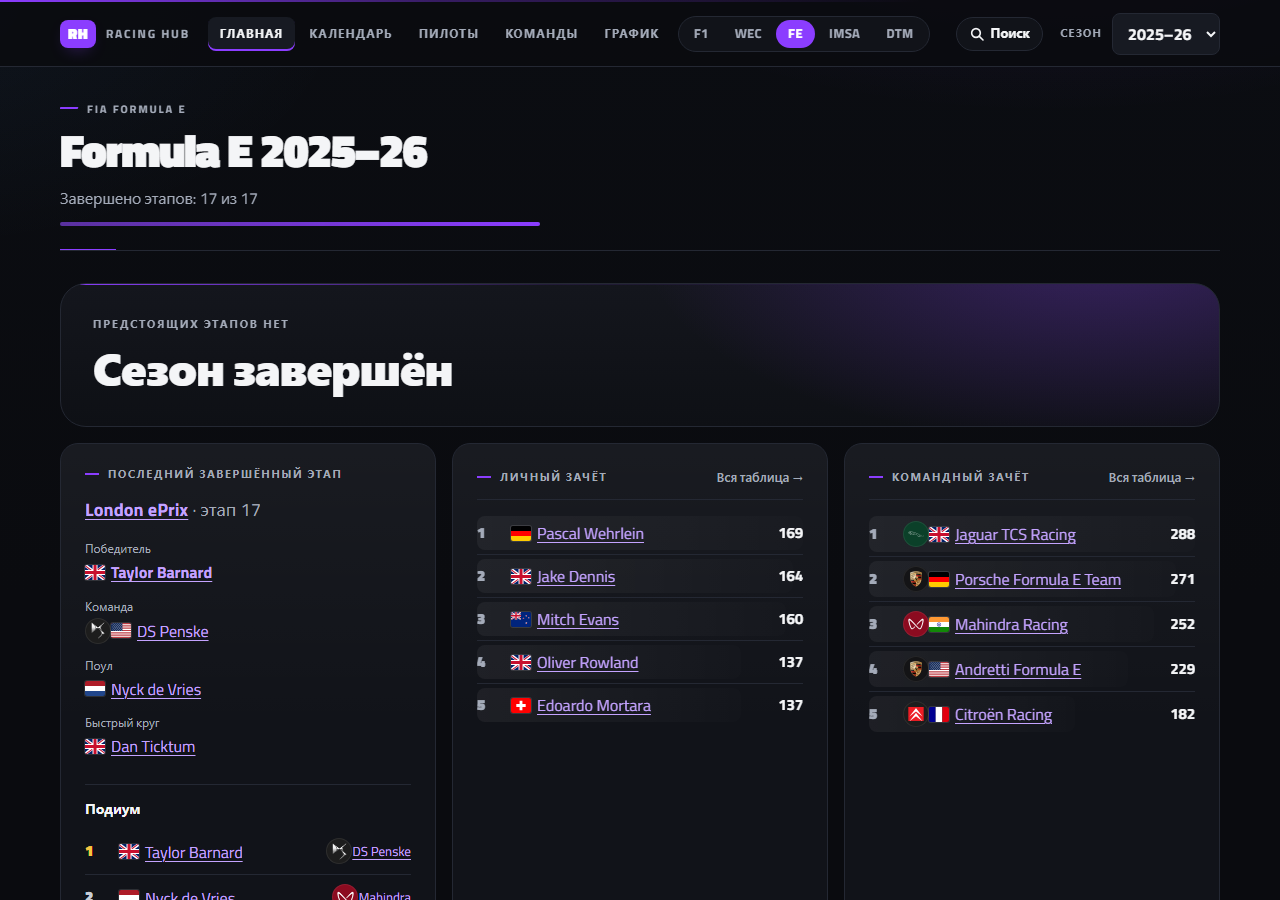 RH RACING HUB ГЛАВНАЯ КАЛЕНДАРЬ ПИЛОТЫ КОМАНДЫ ГРАФИК F1 WEC FE IMSA DTM Поиск СЕЗОН 2025–26
FIA FORMULA E
Formula E 2025–26
Завершено этапов: 17 из 17
ПРЕДСТОЯЩИХ ЭТАПОВ НЕТ
Сезон завершён
ПОСЛЕДНИЙ ЗАВЕРШЁННЫЙ ЭТАП
London ePrix · этап 17
Победитель
Taylor Barnard
Команда
DS Penske
Поул
Nyck de Vries
Быстрый круг
Dan Ticktum
Подиум
1 Taylor Barnard DS Penske
2 Nyck de Vries Mahindra
ЛИЧНЫЙ ЗАЧЁТ Вся таблица →
1 Pascal Wehrlein 169
2 Jake Dennis 164
3 Mitch Evans 160
4 Oliver Rowland 137
5 Edoardo Mortara 137
КОМАНДНЫЙ ЗАЧЁТ Вся таблица →
1 Jaguar TCS Racing 288
2 Porsche Formula E Team 271
3 Mahindra Racing 252
4 Andretti Formula E 229
5 Citroën Racing 182